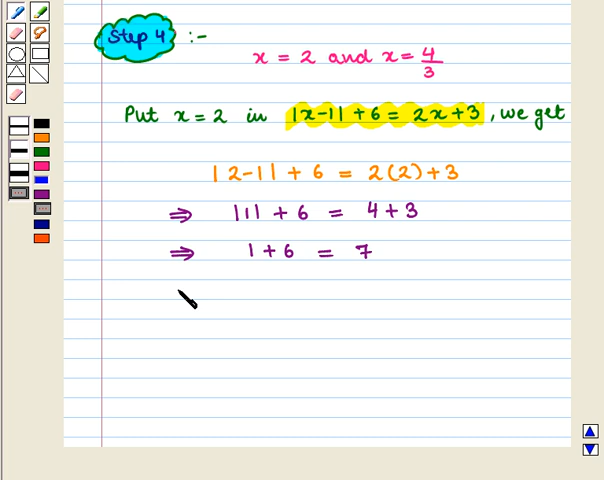 Step 4 :-
x = 2 and x = 4/3
Put x = 2 in |x-1| + 6 = 2x + 3, we get
|2-1| + 6 = 2(2) + 3
⇒ |1| + 6 = 4 + 3
⇒ 1 + 6 = 7